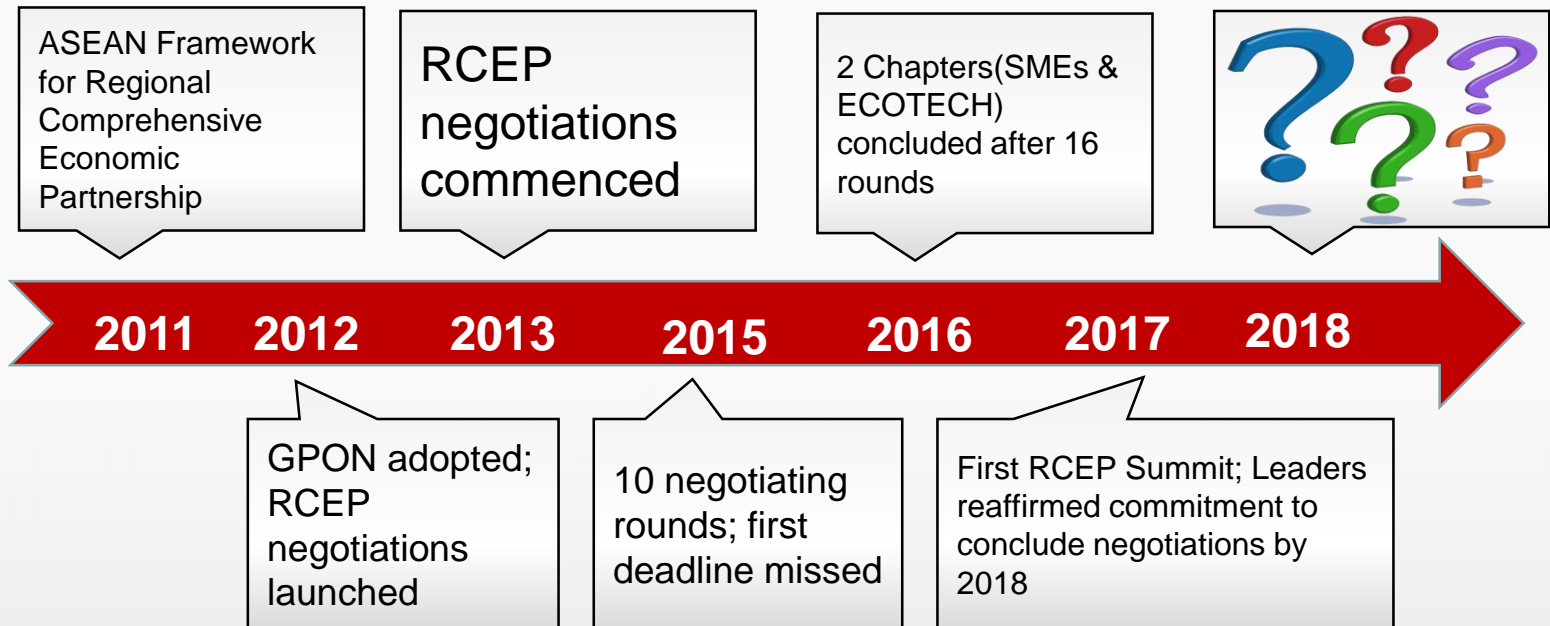 ASEAN Framework
for Regional
Comprehensive
Economic
Partnership
RCEP
negotiations
commenced
2 Chapters(SMEs &
ECOTECH)
concluded after 16
rounds
2011
2012
2013
2015
2016
2017
2018
GPON adopted;
RCEP
negotiations
launched
10 negotiating
rounds; first
deadline missed
First RCEP Summit; Leaders
reaffirmed commitment to
conclude negotiations by
2018